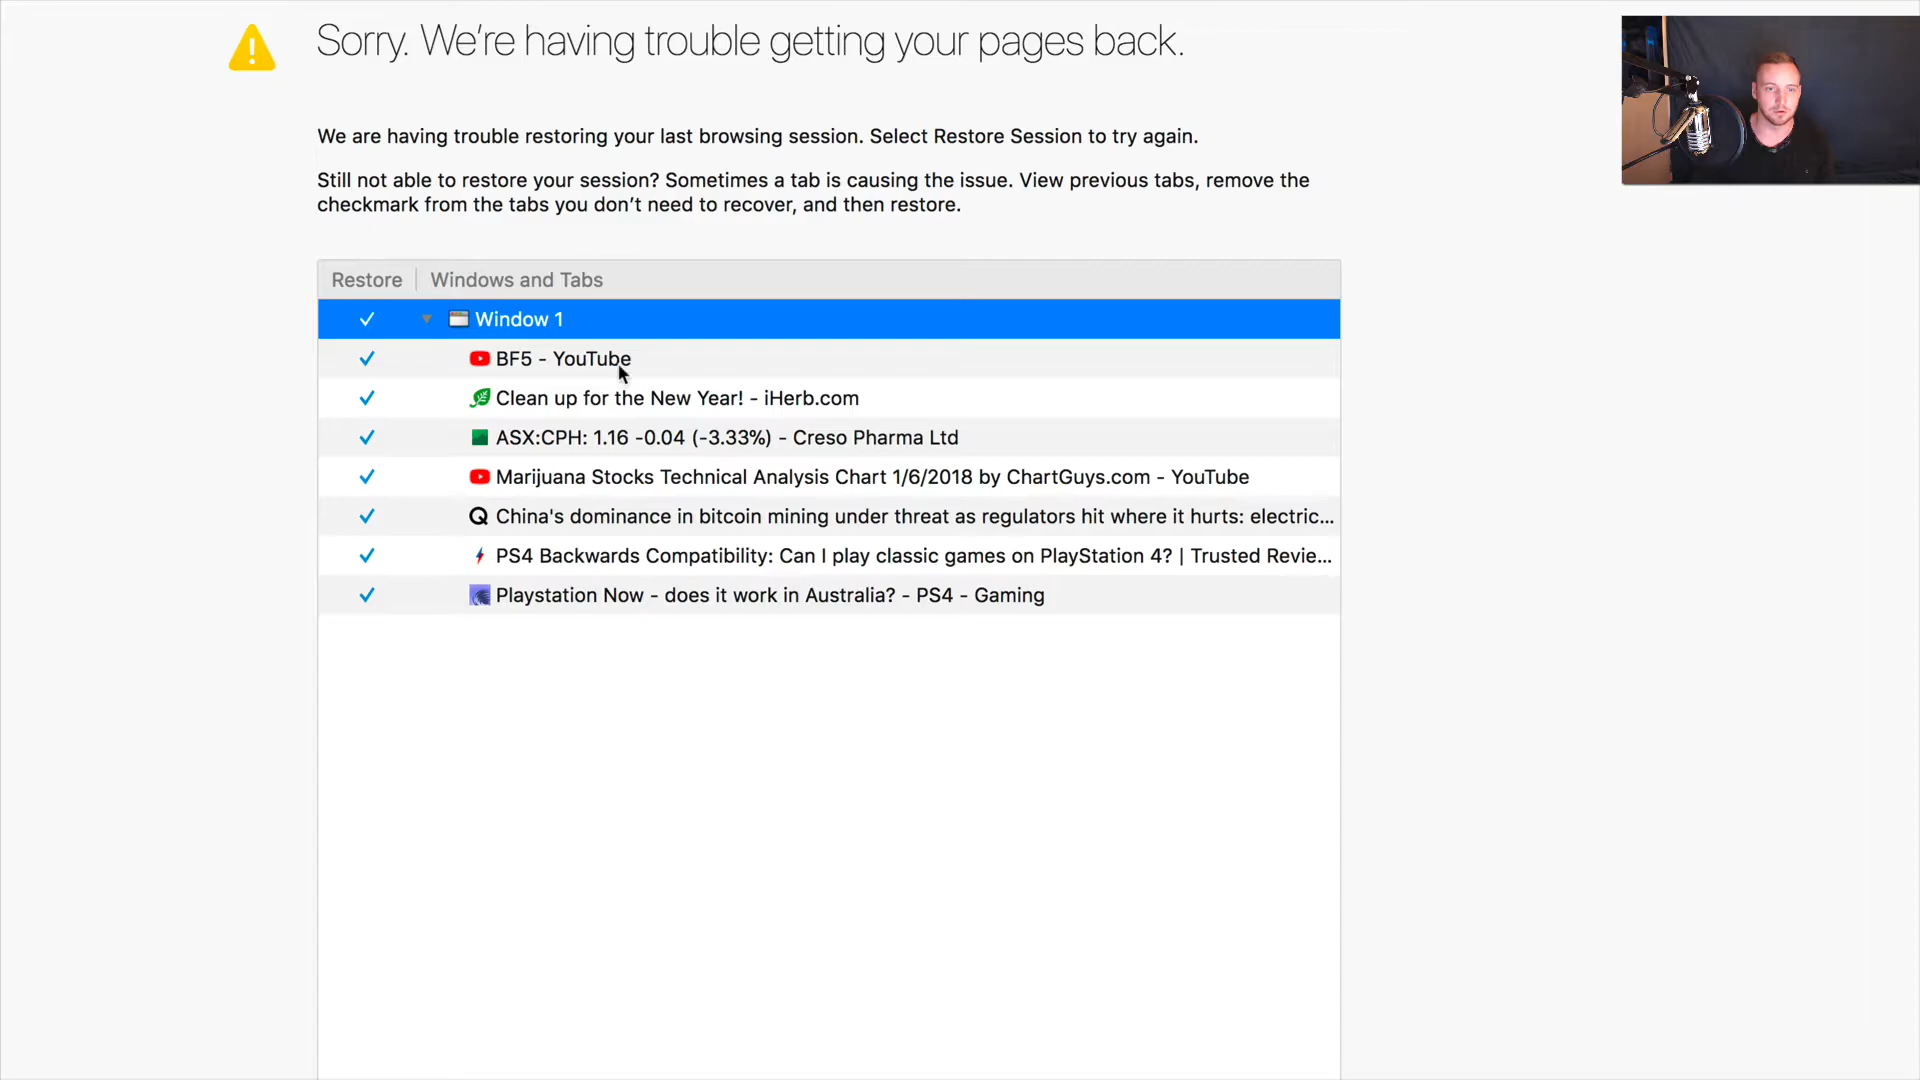 Sorry. We're having trouble getting your pages back.
We are having trouble restoring your last browsing session. Select Restore Session to try again.
Still not able to restore your session? Sometimes a tab is causing the issue. View previous tabs, remove the
checkmark from the tabs you don't need to recover, and then restore.
Restore Windows and Tabs
Window 1
BF5 - YouTube
Clean up for the New Year! - iHerb.com
ASX:CPH: 1.16 -0.04 (-3.33%) - Creso Pharma Ltd
Marijuana Stocks Technical Analysis Chart 1/6/2018 by ChartGuys.com - YouTube
China's dominance in bitcoin mining under threat as regulators hit where it hurts: electric...
PS4 Backwards Compatibility: Can I play classic games on PlayStation 4? | Trusted Revie...
Playstation Now - does it work in Australia? - PS4 - Gaming